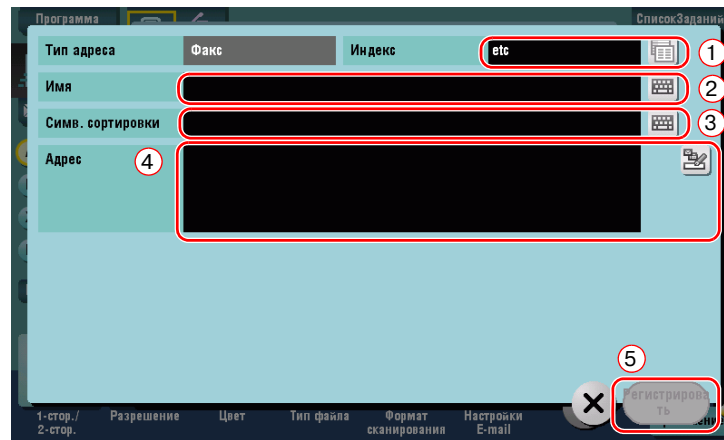 Программа
СписокЗаданий
Тип адреса
Факс
Индекс
etc
1
Имя
2
Симв. сортировки
3
Адрес
4
5
Регистрирова
ть
1-стор./
2-стор.
Разрешение
Цвет
Тип файла
Формат
сканирования
Настройки
E-mail